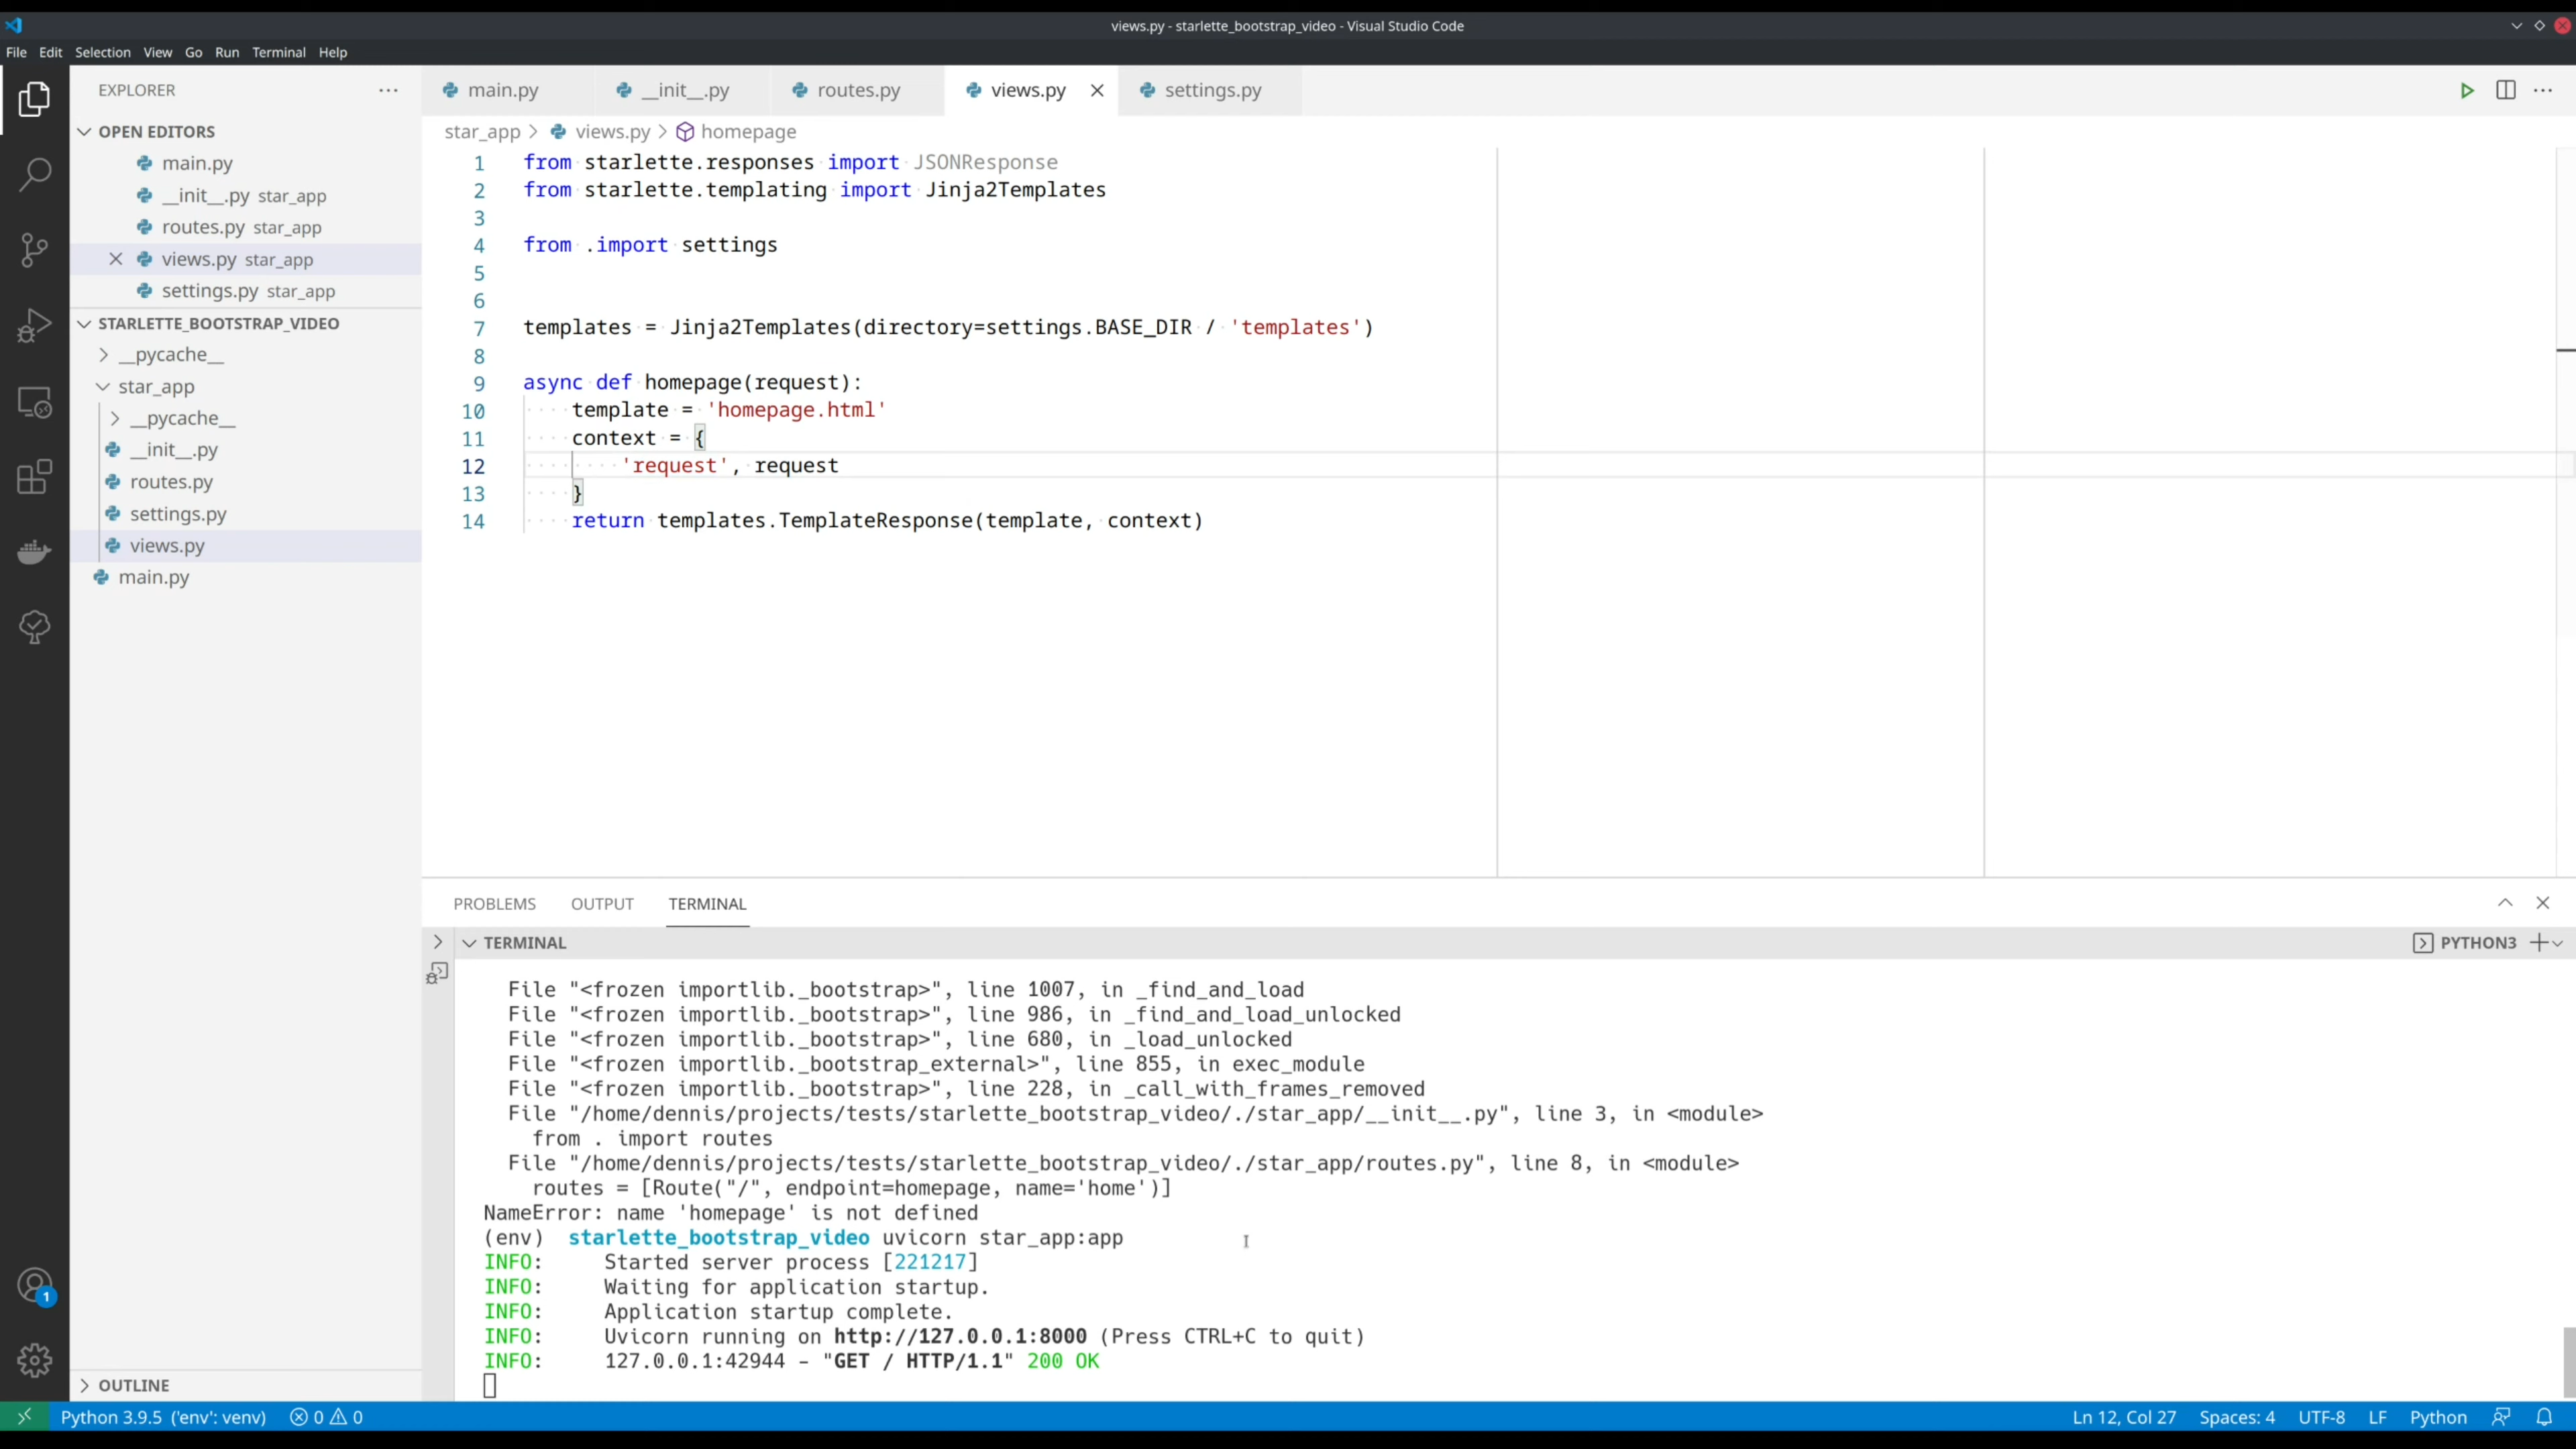 views.py - starlette_bootstrap_video - Visual Studio Code
File Edit Selection View Go Run Terminal Help
EXPLORER
OPEN EDITORS
main.py
__init__.py star_app
routes.py star_app
views.py star_app
settings.py star_app
STARLETTE_BOOTSTRAP_VIDEO
__pycache__
star_app
__pycache__
__init__.py
routes.py
settings.py
views.py
main.py
OUTLINE
main.py __init__.py routes.py views.py settings.py
star_app > views.py > homepage
1 from starlette.responses import JSONResponse
2 from starlette.templating import Jinja2Templates
3
4 from .import settings
5
6
7 templates = Jinja2Templates(directory=settings.BASE_DIR / 'templates')
8
9 async def homepage(request):
10 template = 'homepage.html'
11 context = {
12 'request', request
13 }
14 return templates.TemplateResponse(template, context)
PROBLEMS OUTPUT TERMINAL
TERMINAL PYTHON3
File "<frozen importlib._bootstrap>", line 1007, in _find_and_load
File "<frozen importlib._bootstrap>", line 986, in _find_and_load_unlocked
File "<frozen importlib._bootstrap>", line 680, in _load_unlocked
File "<frozen importlib._bootstrap_external>", line 855, in exec_module
File "<frozen importlib._bootstrap>", line 228, in _call_with_frames_removed
File "/home/dennis/projects/tests/starlette_bootstrap_video/./star_app/__init__.py", line 3, in <module>
from . import routes
File "/home/dennis/projects/tests/starlette_bootstrap_video/./star_app/routes.py", line 8, in <module>
routes = [Route("/", endpoint=homepage, name='home')]
NameError: name 'homepage' is not defined
(env) starlette_bootstrap_video uvicorn star_app:app
INFO: Started server process [221217]
INFO: Waiting for application startup.
INFO: Application startup complete.
INFO: Uvicorn running on http://127.0.0.1:8000 (Press CTRL+C to quit)
INFO: 127.0.0.1:42944 - "GET / HTTP/1.1" 200 OK
1
Python 3.9.5 ('env': venv) 0 0 Ln 12, Col 27 Spaces: 4 UTF-8 LF Python